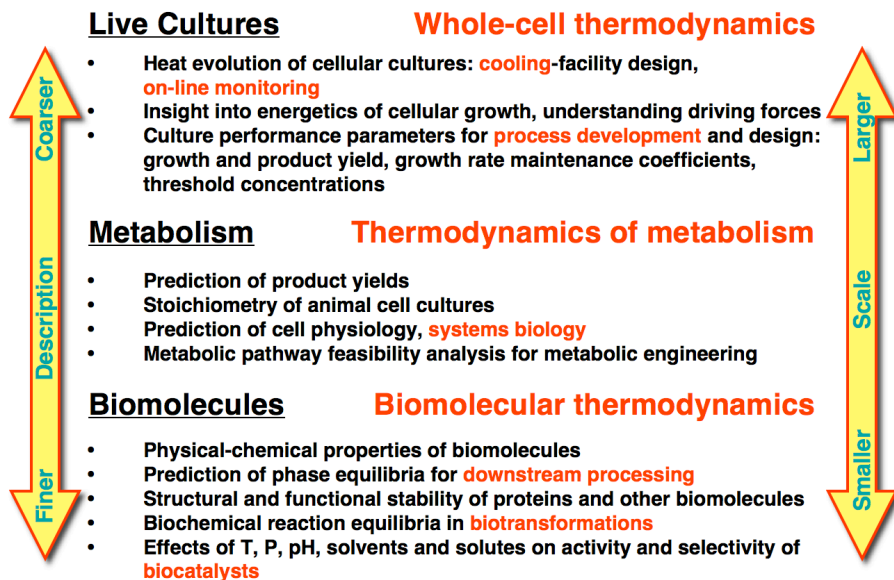 Live Cultures Whole-cell thermodynamics
• Heat evolution of cellular cultures: cooling-facility design,
on-line monitoring
• Insight into energetics of cellular growth, understanding driving forces
• Culture performance parameters for process development and design:
growth and product yield, growth rate maintenance coefficients,
threshold concentrations
Metabolism Thermodynamics of metabolism
• Prediction of product yields
• Stoichiometry of animal cell cultures
• Prediction of cell physiology, systems biology
• Metabolic pathway feasibility analysis for metabolic engineering
Biomolecules Biomolecular thermodynamics
• Physical-chemical properties of biomolecules
• Prediction of phase equilibria for downstream processing
• Structural and functional stability of proteins and other biomolecules
• Biochemical reaction equilibria in biotransformations
• Effects of T, P, pH, solvents and solutes on activity and selectivity of
biocatalysts
Coarser
Description
Finer
Larger
Scale
Smaller